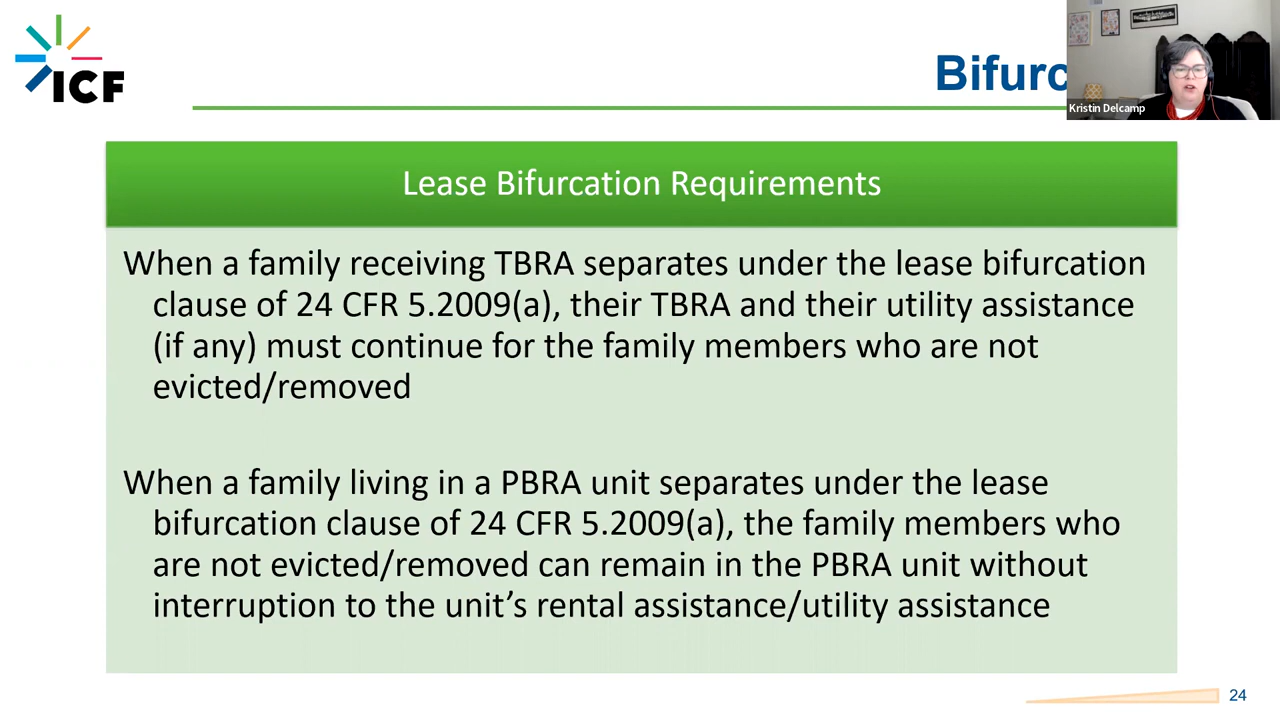 ICF
Bifurc
Kristin Delcamp
Lease Bifurcation Requirements
When a family receiving TBRA separates under the lease bifurcation
clause of 24 CFR 5.2009(a), their TBRA and their utility assistance
(if any) must continue for the family members who are not
evicted/removed
When a family living in a PBRA unit separates under the lease
bifurcation clause of 24 CFR 5.2009(a), the family members who
are not evicted/removed can remain in the PBRA unit without
interruption to the unit’s rental assistance/utility assistance
24